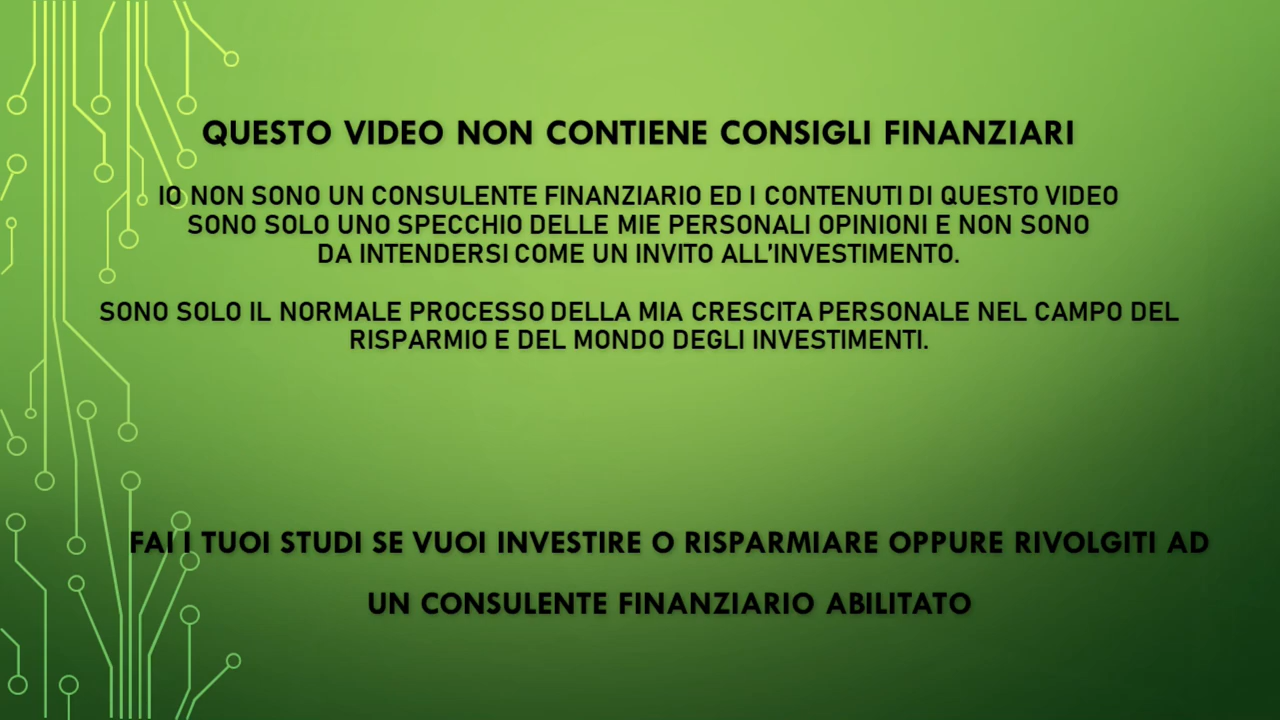 QUESTO VIDEO NON CONTIENE CONSIGLI FINANZIARI
IO NON SONO UN CONSULENTE FINANZIARIO ED I CONTENUTI DI QUESTO VIDEO
SONO SOLO UNO SPECCHIO DELLE MIE PERSONALI OPINIONI E NON SONO
DA INTENDERSI COME UN INVITO ALL'INVESTIMENTO.
SONO SOLO IL NORMALE PROCESSO DELLA MIA CRESCITA PERSONALE NEL CAMPO DEL
RISPARMIO E DEL MONDO DEGLI INVESTIMENTI.
FAI I TUOI STUDI SE VUOI INVESTIRE O RISPARMIARE OPPURE RIVOLGITI AD
UN CONSULENTE FINANZIARIO ABILITATO